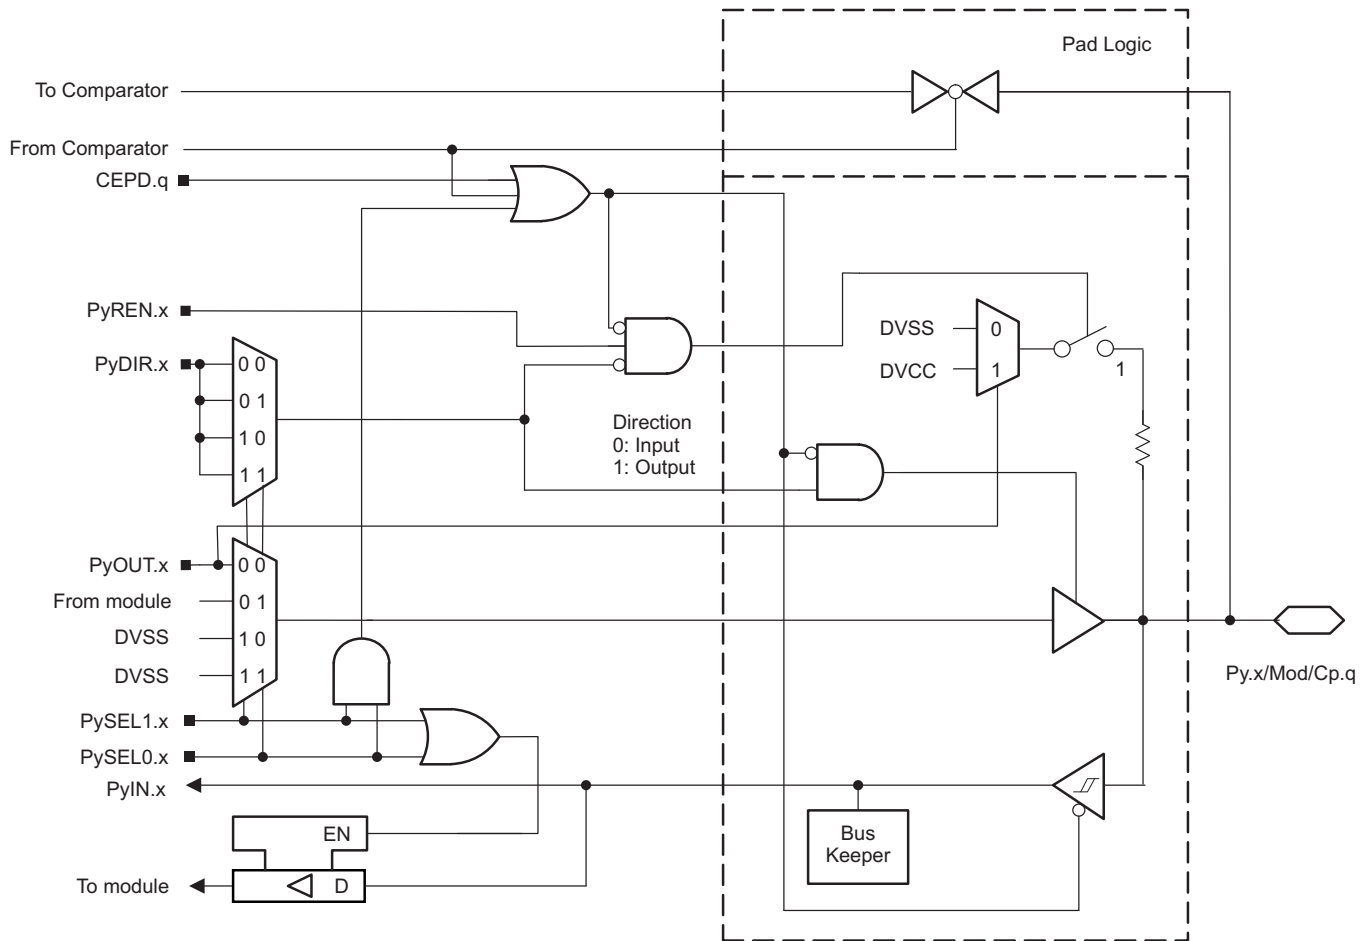 Pad Logic
To Comparator
From Comparator
CEPD.q
PyREN.x
PyDIR.x
0 0
0 1
1 0
1 1
DVSS
0
DVCC
1
1
Direction
0: Input
1: Output
PyOUT.x
0 0
From module
0 1
DVSS
1 0
DVSS
1 1
Py.x/Mod/Cp.q
PySEL1.x
PySEL0.x
PyIN.x
EN
Bus
Keeper
To module
D